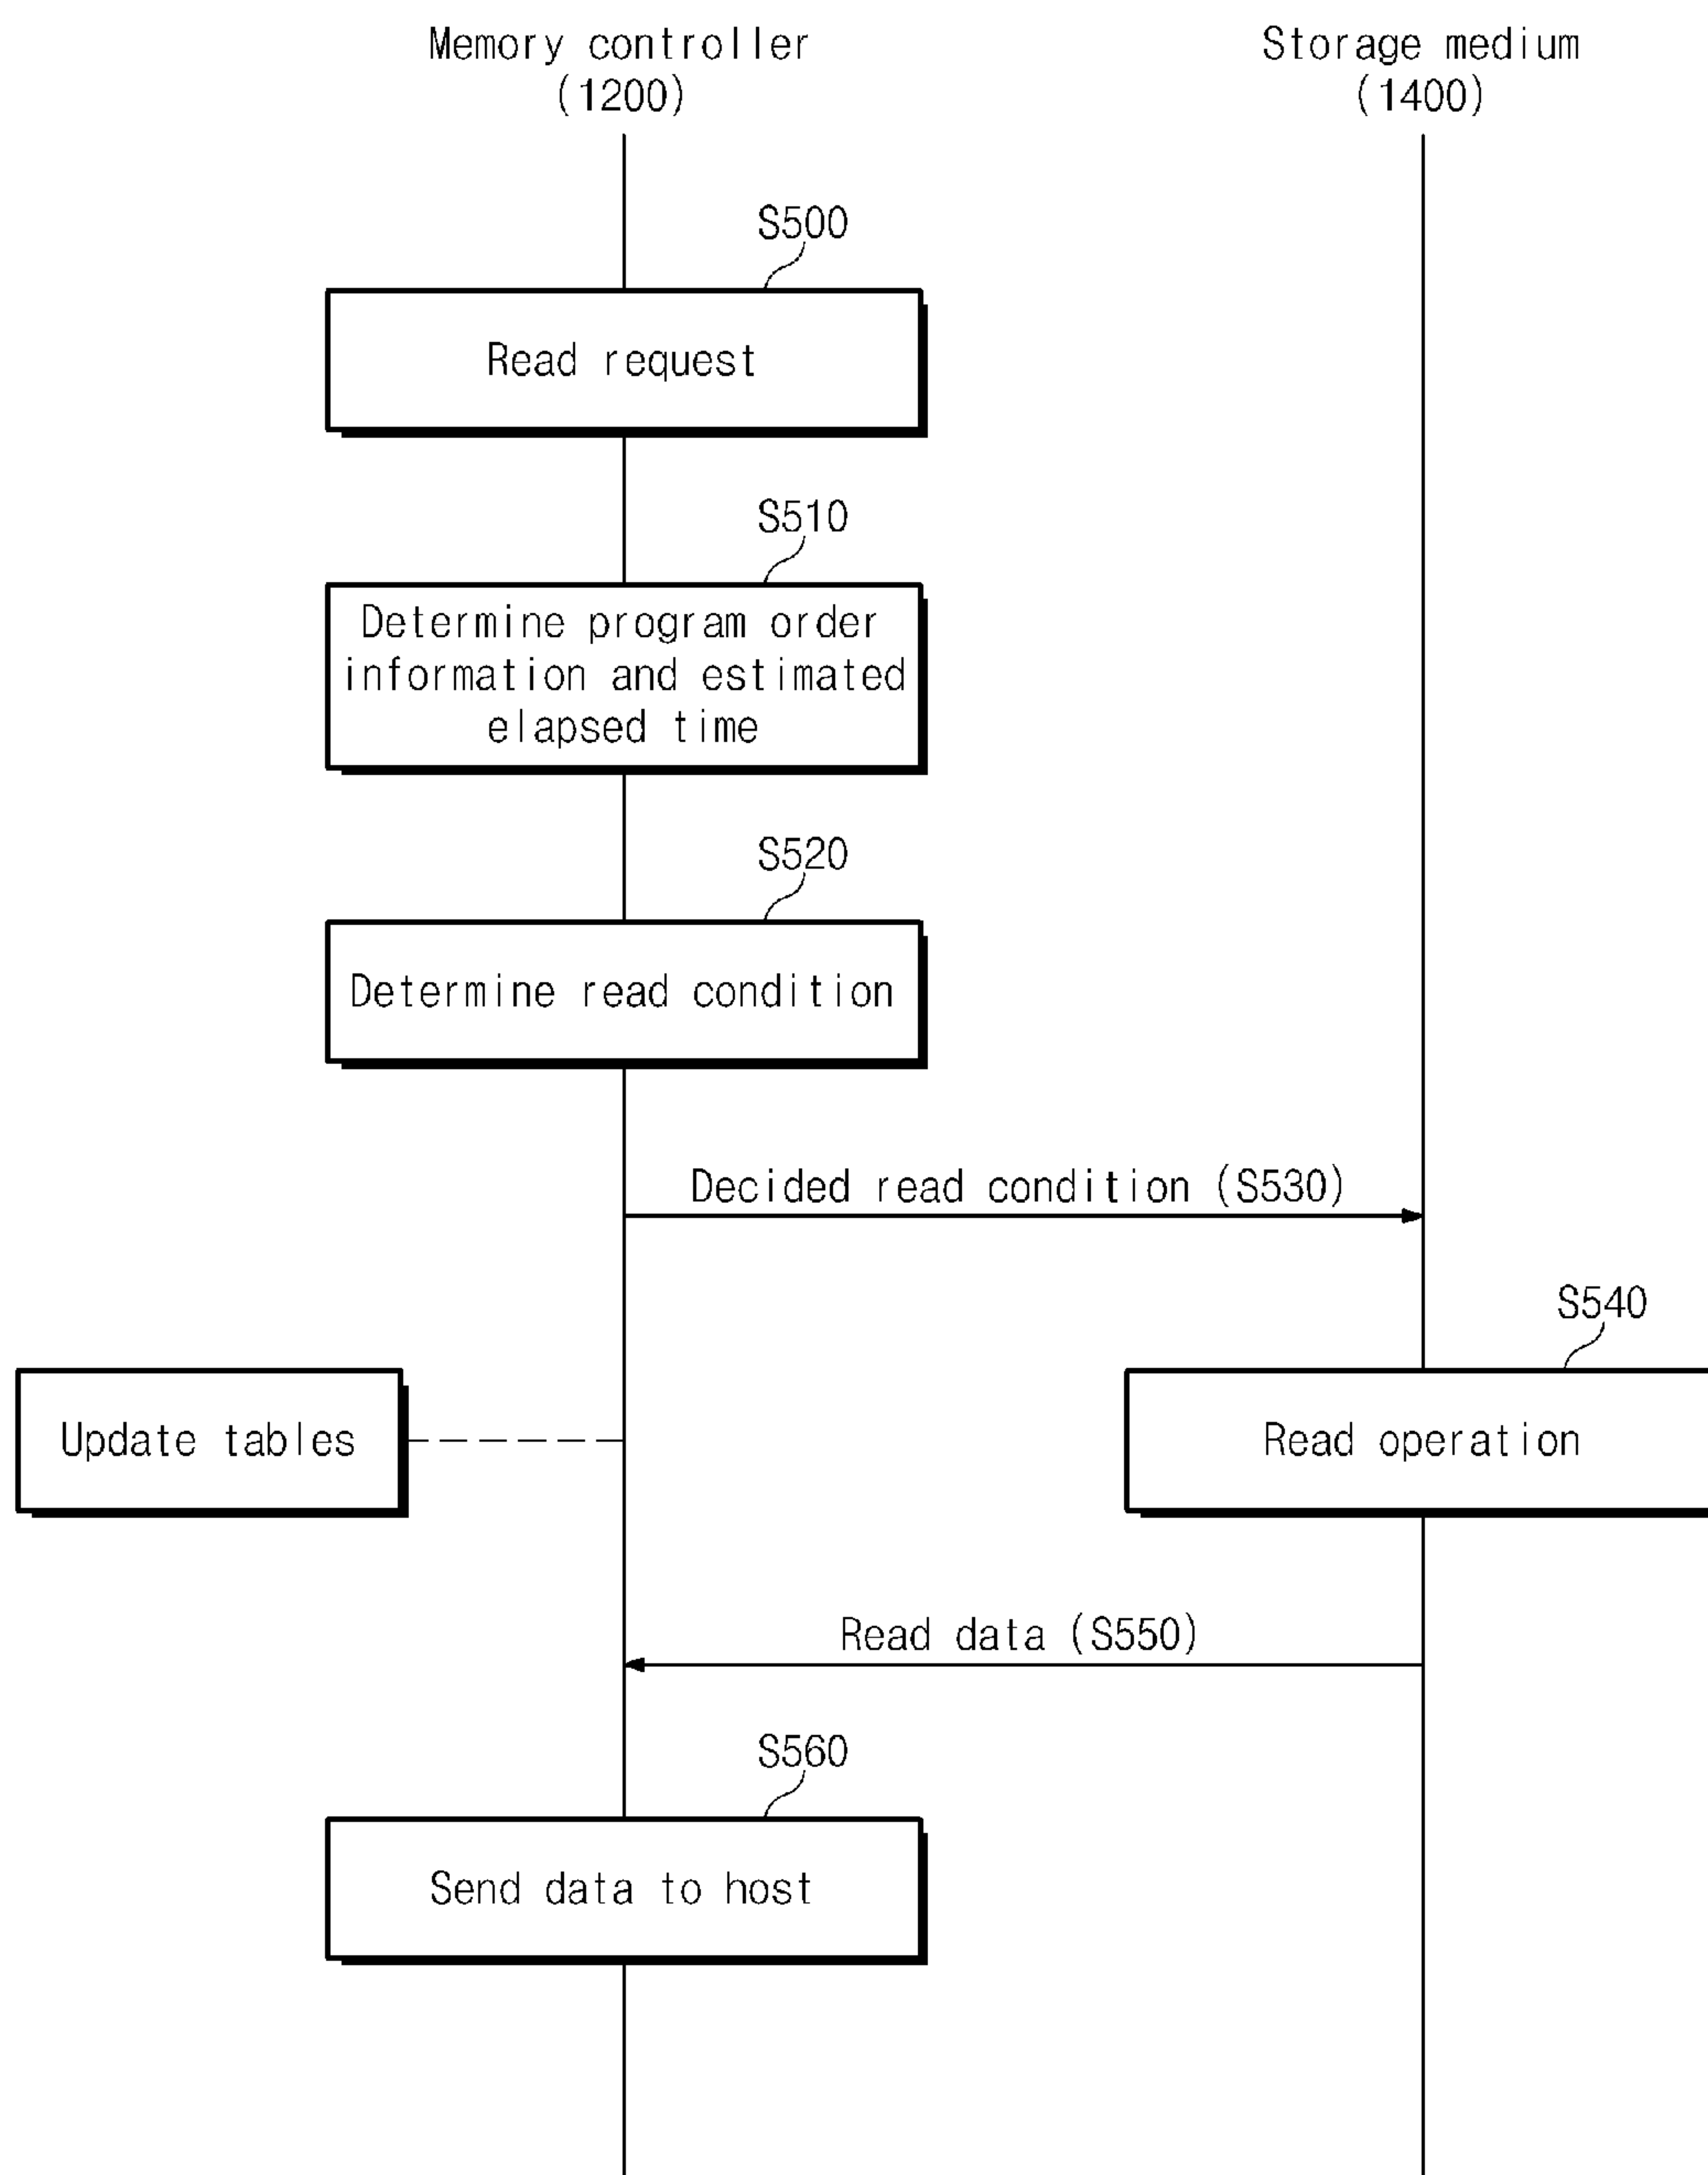 Memory controller
(1200)
Storage medium
(1400)
S500
Read request
S510
Determine program order
information and estimated
elapsed time
S520
Determine read condition
Decided read condition (S530)
S540
Update tables
Read operation
Read data (S550)
S560
Send data to host